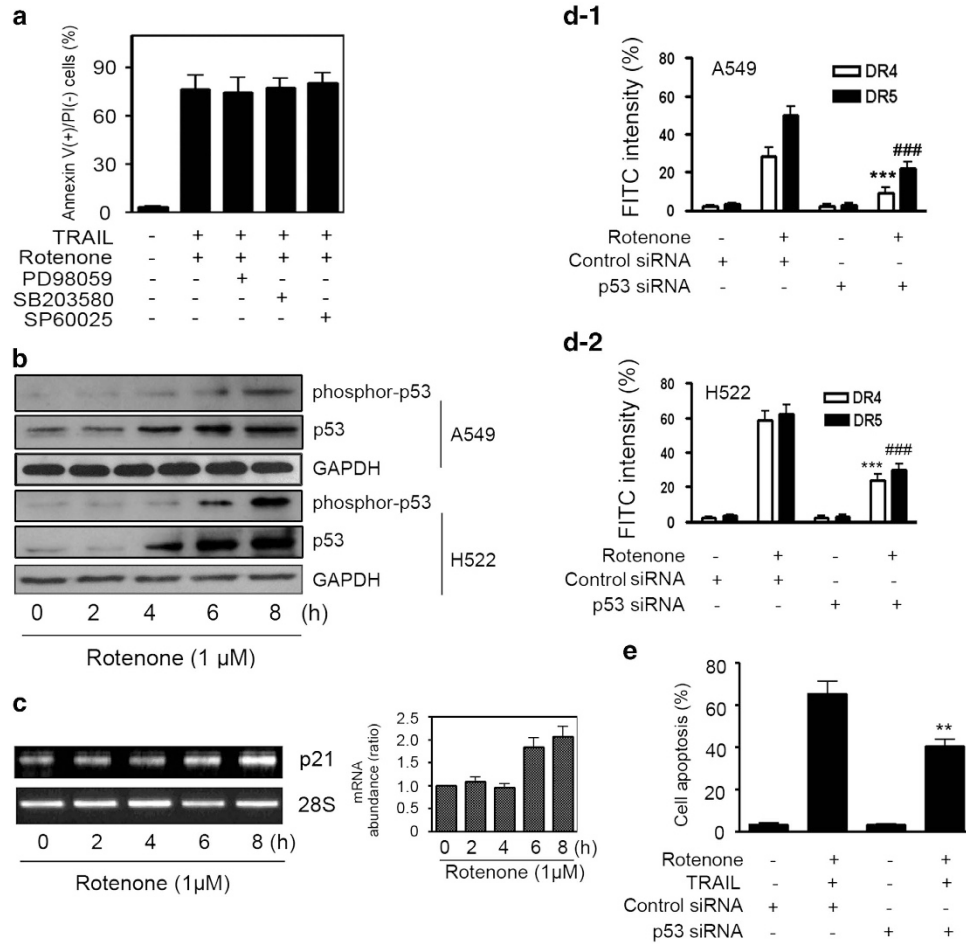 a
Annexin V(+)/PI(-) cells (%)
90
60
30
0
TRAIL - + + + +
Rotenone - + + + +
PD98059 - - + - -
SB203580 - - - + -
SP60025 - - - - +
b
phosphor-p53
p53
A549
GAPDH
phosphor-p53
p53
H522
GAPDH
0 2 4 6 8 (h)
Rotenone (1 µM)
c
p21
28S
0 2 4 6 8 (h)
Rotenone (1µM)
mRNA
abundance (ratio)
2.5
2.0
1.5
1.0
0.5
0
0 2 4 6 8 (h)
Rotenone (1µM)
d-1
FITC intensity (%)
80
60
40
20
0
A549
DR4
DR5
***
###
Rotenone - + - +
Control siRNA + + - -
p53 siRNA - - + +
d-2
FITC intensity (%)
80
60
40
20
0
H522
DR4
DR5
***
###
Rotenone - + - +
Control siRNA + + - -
p53 siRNA - - + +
e
Cell apoptosis (%)
80
60
40
20
0
**
Rotenone - + - +
TRAIL - + - +
Control siRNA + + - -
p53 siRNA - - + +